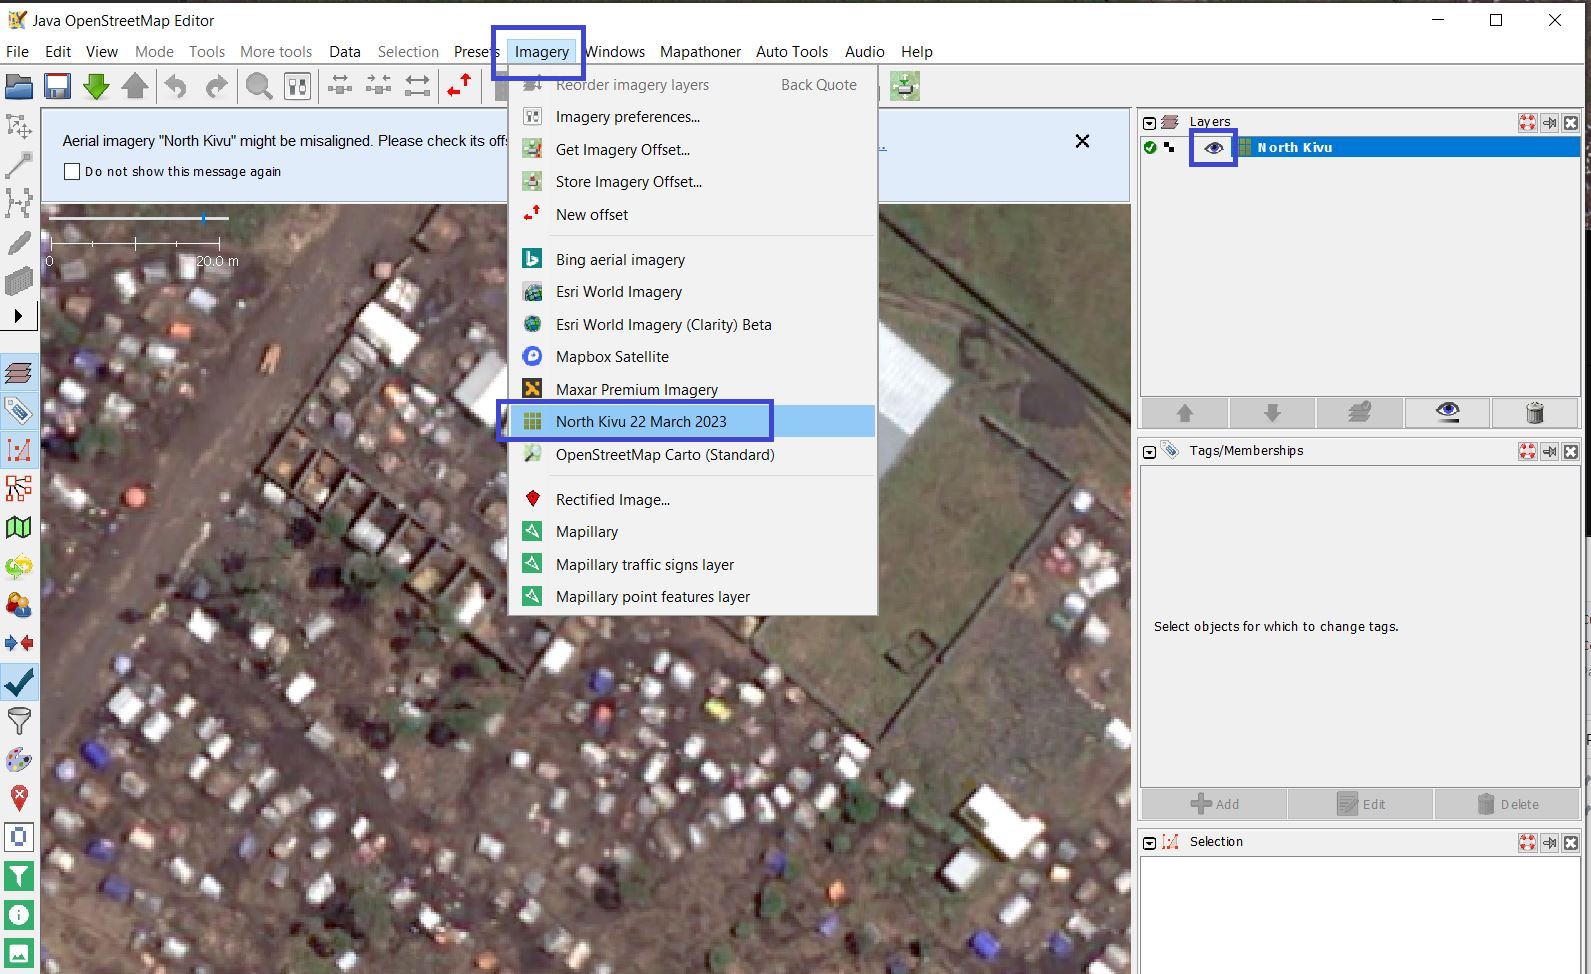 Java OpenStreetMap Editor
File Edit View Mode Tools More tools Data Selection Presets Imagery Windows Mapathoner Auto Tools Audio Help
Reorder imagery layers Back Quote
Imagery preferences...
Get Imagery Offset...
Store Imagery Offset...
New offset
Bing aerial imagery
Esri World Imagery
Esri World Imagery (Clarity) Beta
Mapbox Satellite
Maxar Premium Imagery
North Kivu 22 March 2023
OpenStreetMap Carto (Standard)
Rectified Image...
Mapillary
Mapillary traffic signs layer
Mapillary point features layer
Aerial imagery "North Kivu" might be misaligned. Please check its offs
Do not show this message again
0 20.0 m
Layers
North Kivu
Tags/Memberships
Select objects for which to change tags.
Add Edit Delete
Selection